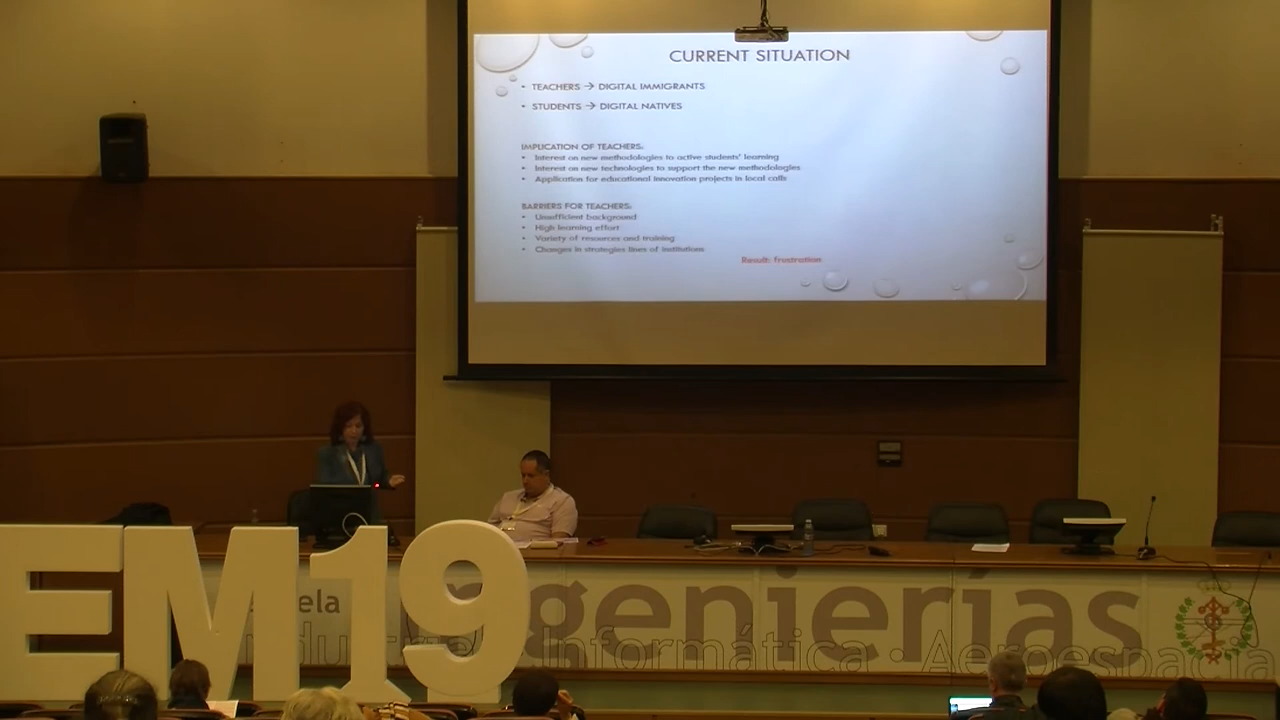 CURRENT SITUATION
• TEACHERS → DIGITAL IMMIGRANTS
• STUDENTS → DIGITAL NATIVES
IMPLICATION OF TEACHERS:
• Interest on new methodologies to active students' learning
• Interest on new technologies to support the new methodologies
• Application for educational innovation projects in local calls
BARRIERS FOR TEACHERS:
• Unsufficient background
• High learning effort
• Variety of resources and training
• Changes in strategies lines of institutions
Result: frustration
EM19
ela
genierías
Informática • Aeroespacia